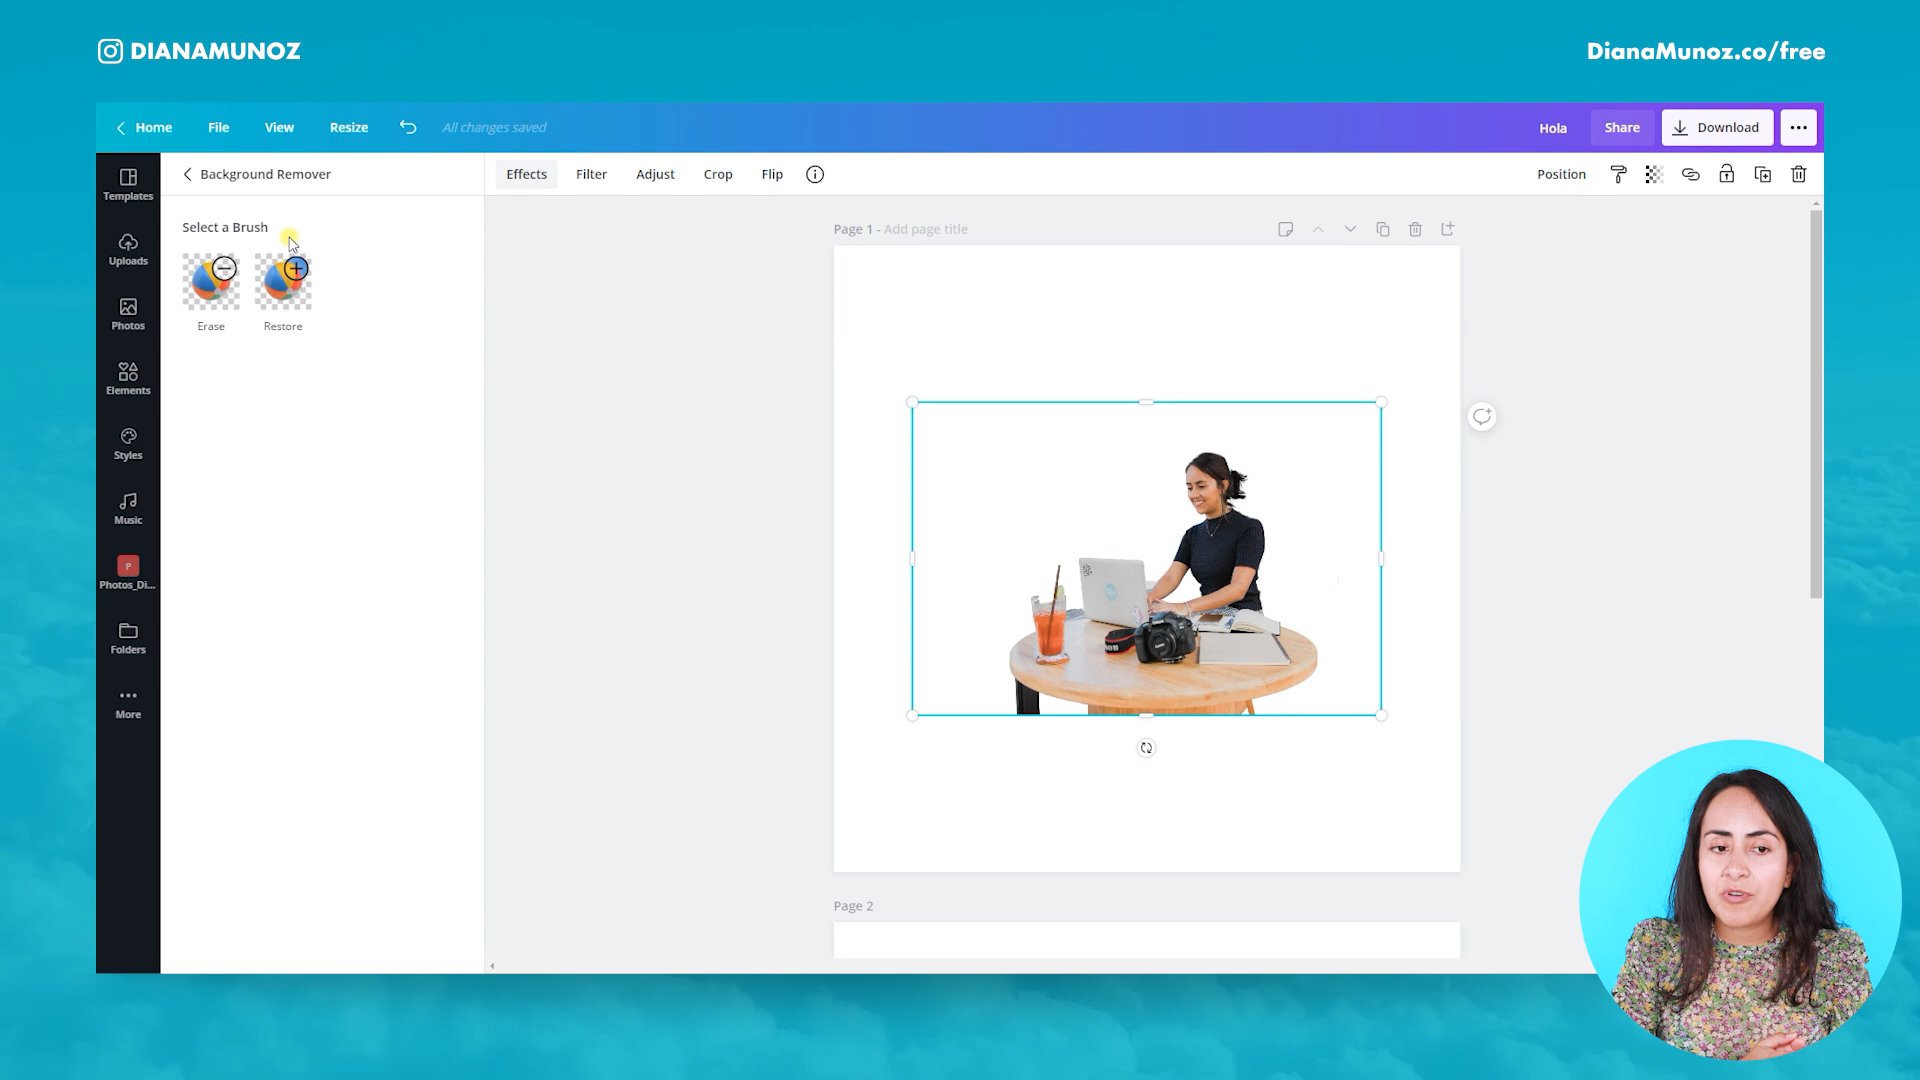 DIANAMUNOZ
DianaMunoz.co/free
Home File View Resize All changes saved Hola Share Download
Background Remover
Effects Filter Adjust Crop Flip Position
Templates
Uploads
Photos
Elements
Styles
Music
P
Photos_Di...
Folders
More
Select a Brush
Erase Restore
Page 1 - Add page title
Page 2